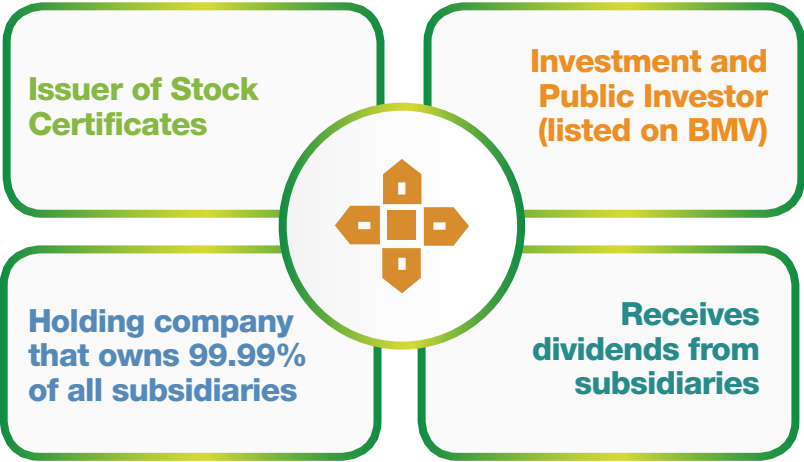 Issuer of Stock
Certificates
Investment and
Public Investor
(listed on BMV)
Holding company
that owns 99.99%
of all subsidiaries
Receives
dividends from
subsidiaries